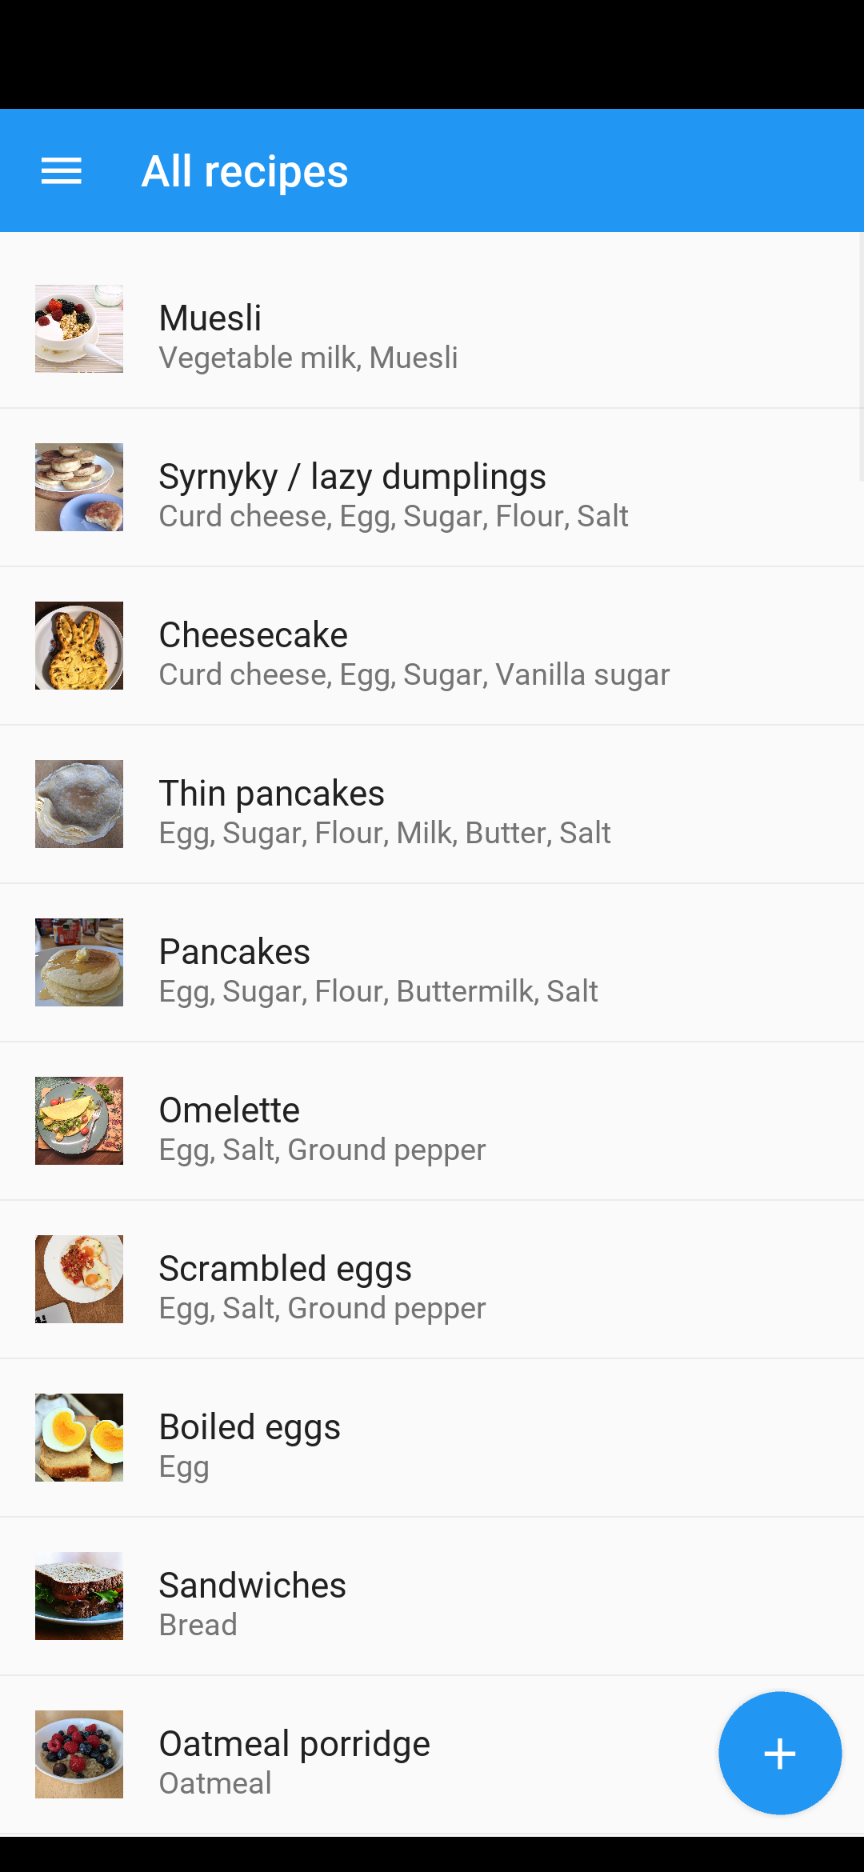 All recipes
Muesli
Vegetable milk, Muesli
Syrnyky / lazy dumplings
Curd cheese, Egg, Sugar, Flour, Salt
Cheesecake
Curd cheese, Egg, Sugar, Vanilla sugar
Thin pancakes
Egg, Sugar, Flour, Milk, Butter, Salt
Pancakes
Egg, Sugar, Flour, Buttermilk, Salt
Omelette
Egg, Salt, Ground pepper
Scrambled eggs
Egg, Salt, Ground pepper
Boiled eggs
Egg
Sandwiches
Bread
Oatmeal porridge
Oatmeal